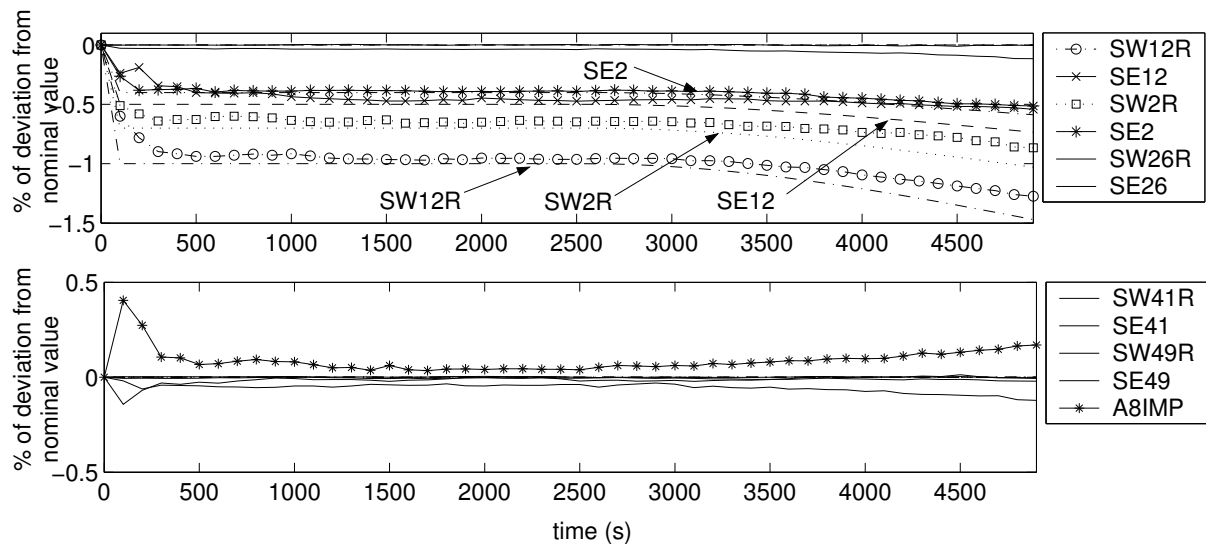 % of deviation from
nominal value
0
−0.5
−1
−1.5
SE2
SW12R
SW2R
SE12
0 500 1000 1500 2000 2500 3000 3500 4000 4500
SW12R
SE12
SW2R
SE2
SW26R
SE26
% of deviation from
nominal value
0.5
0
−0.5
0 500 1000 1500 2000 2500 3000 3500 4000 4500
time (s)
SW41R
SE41
SW49R
SE49
A8IMP